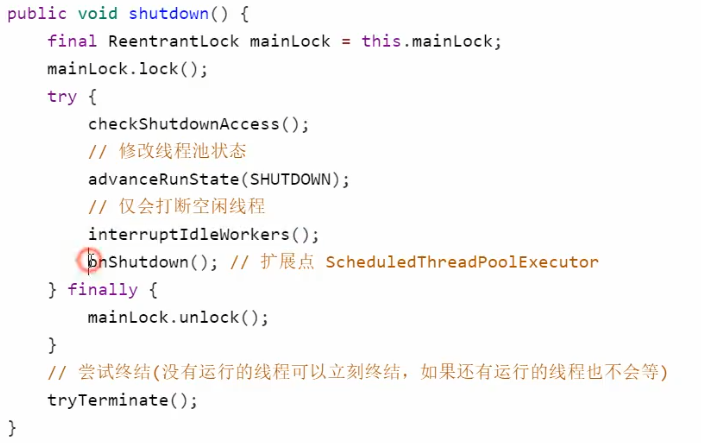 public void shutdown() {
    final ReentrantLock mainLock = this.mainLock;
    mainLock.lock();
    try {
        checkShutdownAccess();
        // 修改线程池状态
        advanceRunState(SHUTDOWN);
        // 仅会打断空闲线程
        interruptIdleWorkers();
        onShutdown(); // 扩展点 ScheduledThreadPoolExecutor
    } finally {
        mainLock.unlock();
    }
    // 尝试终结(没有运行的线程可以立刻终结，如果还有运行的线程也不会等)
    tryTerminate();
}